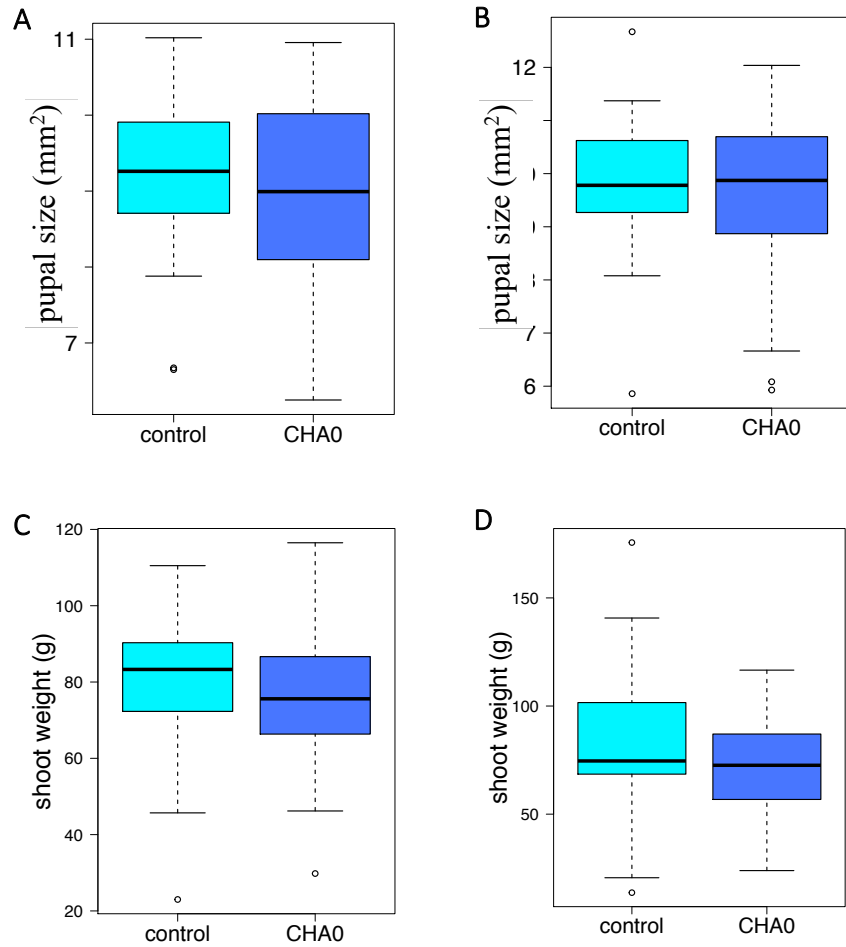 A
11
7
pupal size (mm²)
control CHA0
B
12
7
6
pupal size (mm²)
control CHA0
C
120
100
80
60
40
20
shoot weight (g)
control CHA0
D
150
100
50
shoot weight (g)
control CHA0